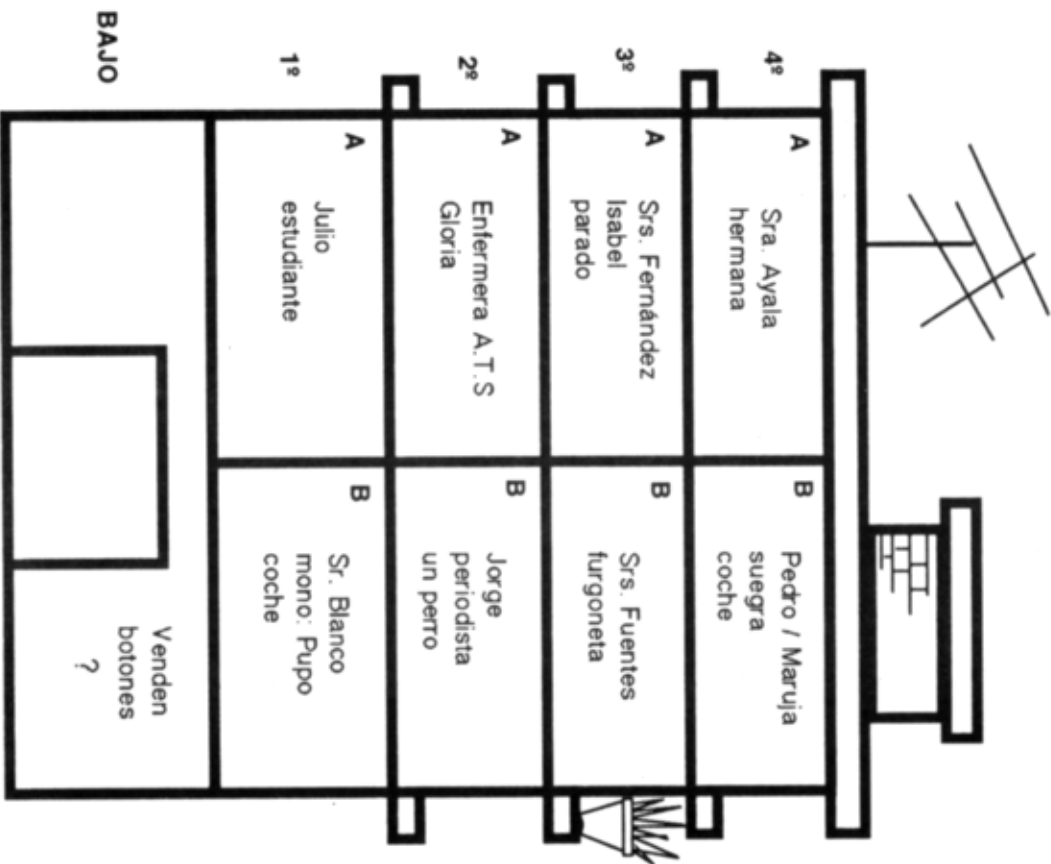 4º
A
Sra. Ayala
hermana
B
Pedro / Maruja
suegra
coche
3º
A
Srs. Fernández
Isabel
parado
B
Srs. Fuentes
furgoneta
2º
A
Enfermera A.T.S
Gloria
B
Jorge
periodista
un perro
1º
A
Julio
estudiante
B
Sr. Blanco
mono: Pupo
coche
BAJO
Venden
botones
?